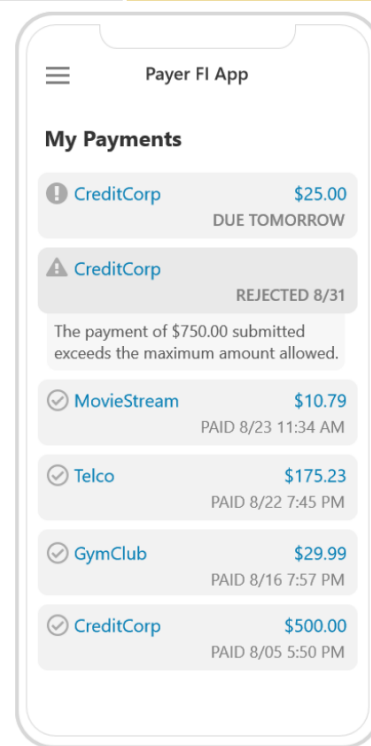 Payer FI App
My Payments
CreditCorp $25.00
DUE TOMORROW
CreditCorp
REJECTED 8/31
The payment of $750.00 submitted
exceeds the maximum amount allowed.
MovieStream $10.79
PAID 8/23 11:34 AM
Telco $175.23
PAID 8/22 7:45 PM
GymClub $29.99
PAID 8/16 7:57 PM
CreditCorp $500.00
PAID 8/05 5:50 PM